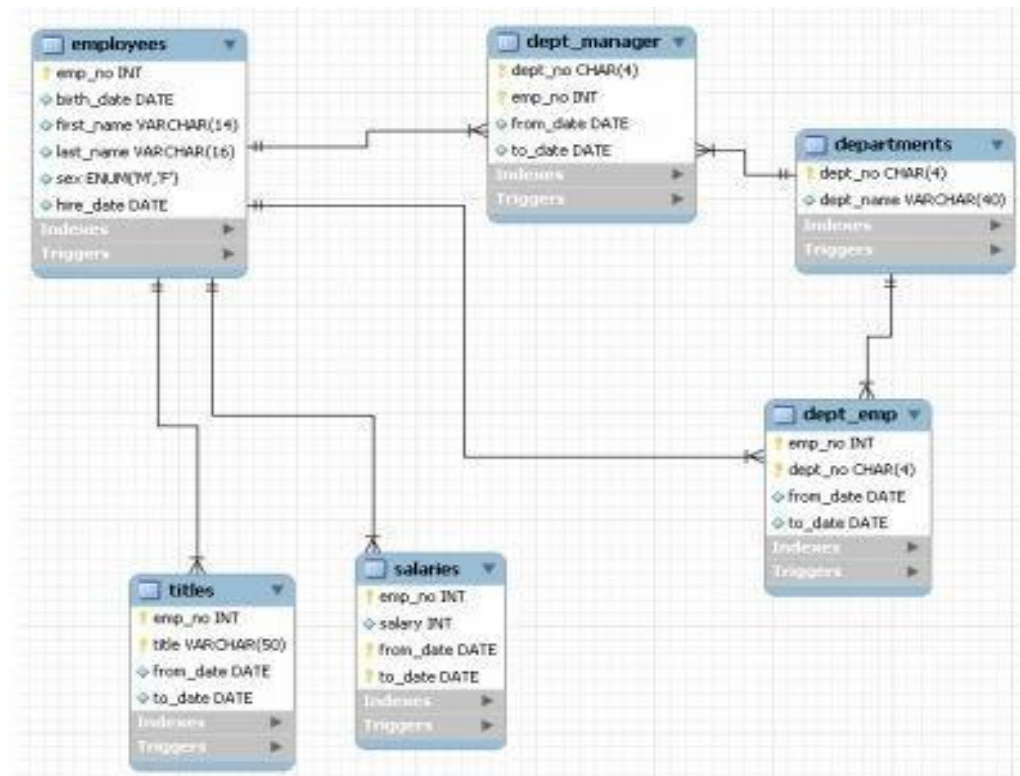 employees
emp_no INT
birth_date DATE
first_name VARCHAR(14)
last_name VARCHAR(16)
sex ENUM('M','F')
hire_date DATE
Indexes
Triggers
dept_manager
dept_no CHAR(4)
emp_no INT
from_date DATE
to_date DATE
Indexes
Triggers
departments
dept_no CHAR(4)
dept_name VARCHAR(40)
Indexes
Triggers
dept_emp
emp_no INT
dept_no CHAR(4)
from_date DATE
to_date DATE
Indexes
Triggers
titles
emp_no INT
title VARCHAR(50)
from_date DATE
to_date DATE
Indexes
Triggers
salaries
emp_no INT
salary INT
from_date DATE
to_date DATE
Indexes
Triggers